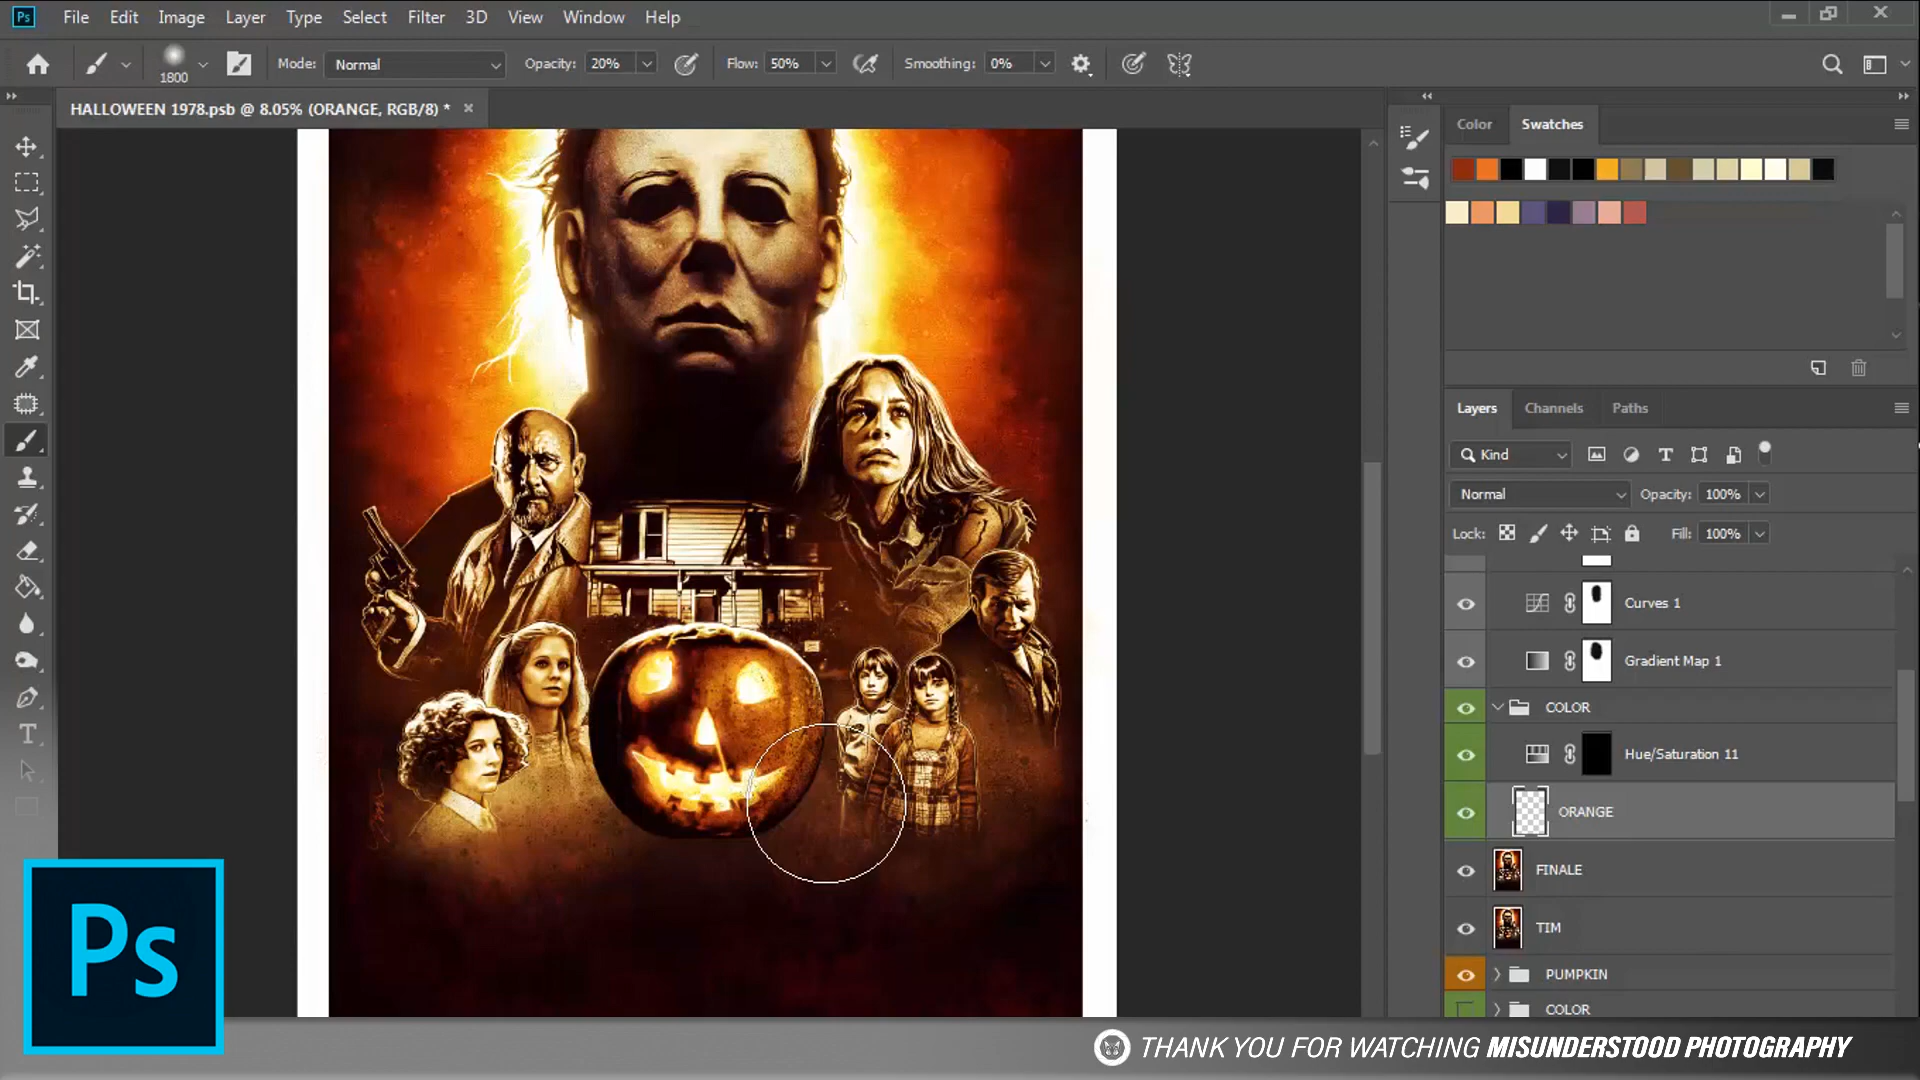 Ps
File Edit Image Layer Type Select Filter 3D View Window Help
1800
Mode: Normal
Opacity: 20%
Flow: 50%
Smoothing: 0%
HALLOWEEN 1978.psb @ 8.05% (ORANGE, RGB/8) *
Color Swatches
Layers Channels Paths
Kind
Normal
Opacity: 100%
Lock:
Fill: 100%
Curves 1
Gradient Map 1
COLOR
Hue/Saturation 11
ORANGE
FINALE
TIM
PUMPKIN
COLOR
Ps
THANK YOU FOR WATCHING MISUNDERSTOOD PHOTOGRAPHY